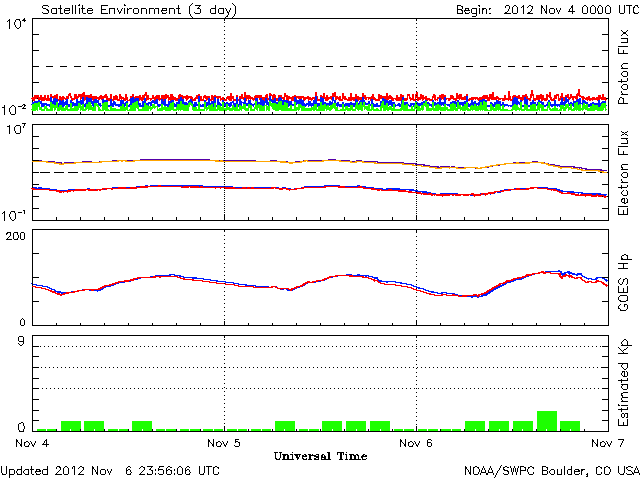 Satellite Environment (3 day) Begin: 2012 Nov 4 0000 UTC
10⁴
10⁻²
Proton Flux
10⁷
10⁻¹
Electron Flux
200
0
GOES Hp
9
0
Estimated Kp
Nov 4 Nov 5 Nov 6 Nov 7
Universal Time
Updated 2012 Nov 6 23:56:06 UTC NOAA/SWPC Boulder, CO USA